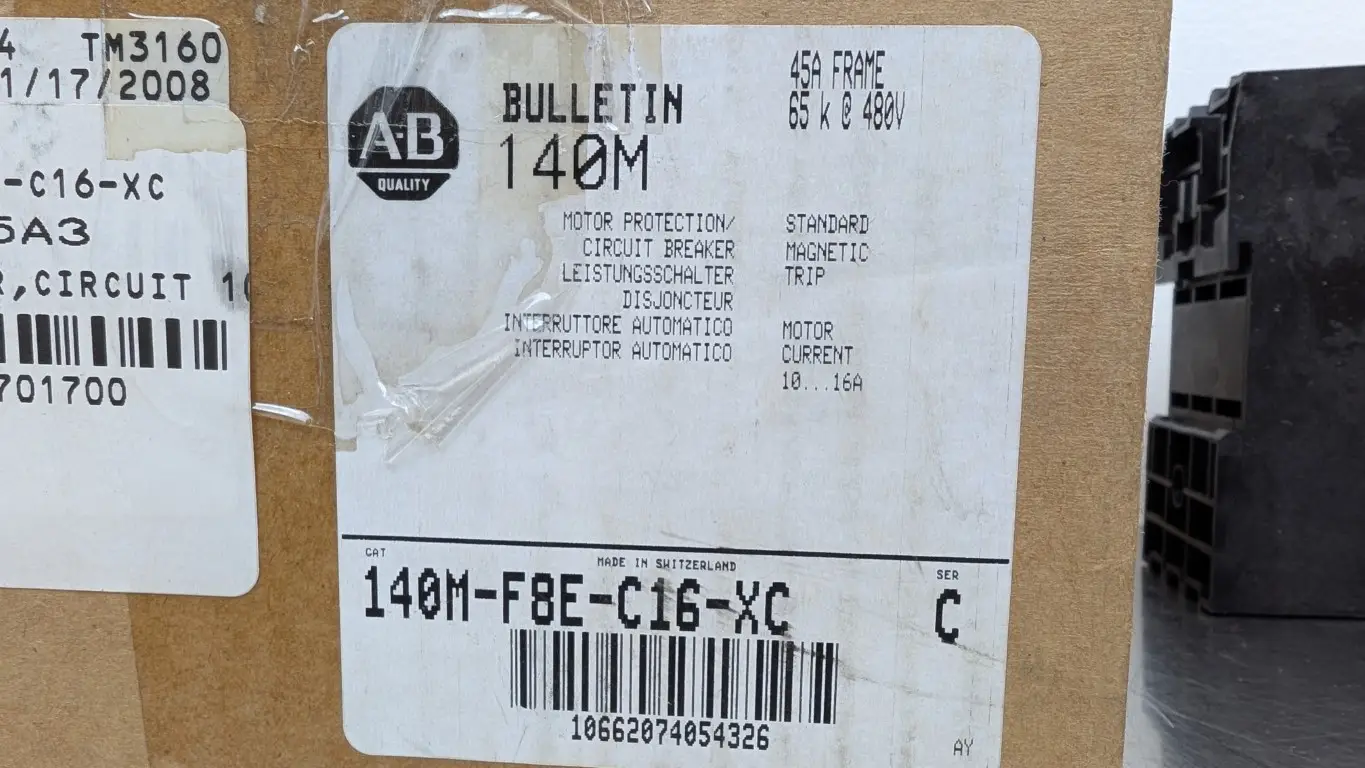 4 TM3160
1/17/2008
-C16-XC
5A3
R,CIRCUIT
701700
A-B
QUALITY
BULLETIN
140M
45A FRAME
65 k @ 480V
MOTOR PROTECTION/
CIRCUIT BREAKER
LEISTUNGSSCHALTER
DISJONCTEUR
INTERRUTTORE AUTOMATICO
INTERRUPTOR AUTOMATICO
STANDARD
MAGNETIC
TRIP
MOTOR
CURRENT
10...16A
CAT
MADE IN SWITZERLAND
SER
140M-F8E-C16-XC
C
10662074054326
AY